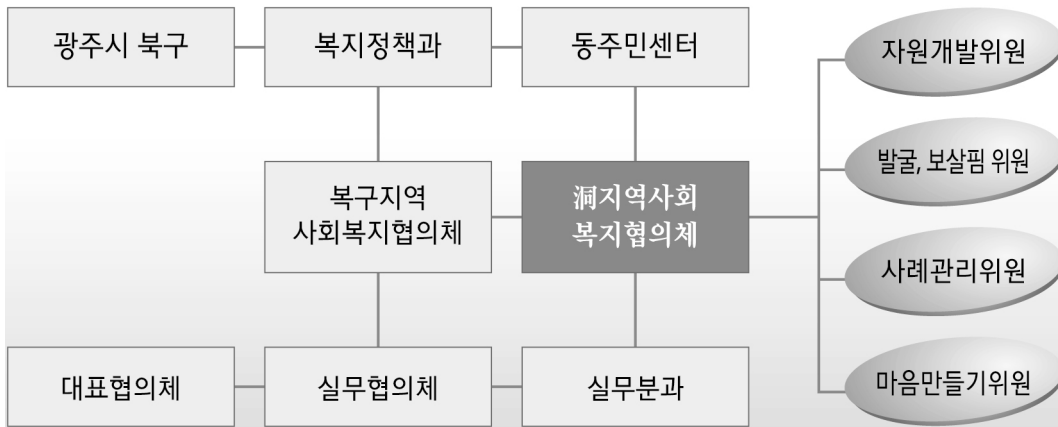 광주시 북구
복지정책과
동주민센터
자원개발위원
발굴, 보살핌 위원
복구지역
사회복지협의체
洞지역사회
복지협의체
사례관리위원
대표협의체
실무협의체
실무분과
마음만들기위원